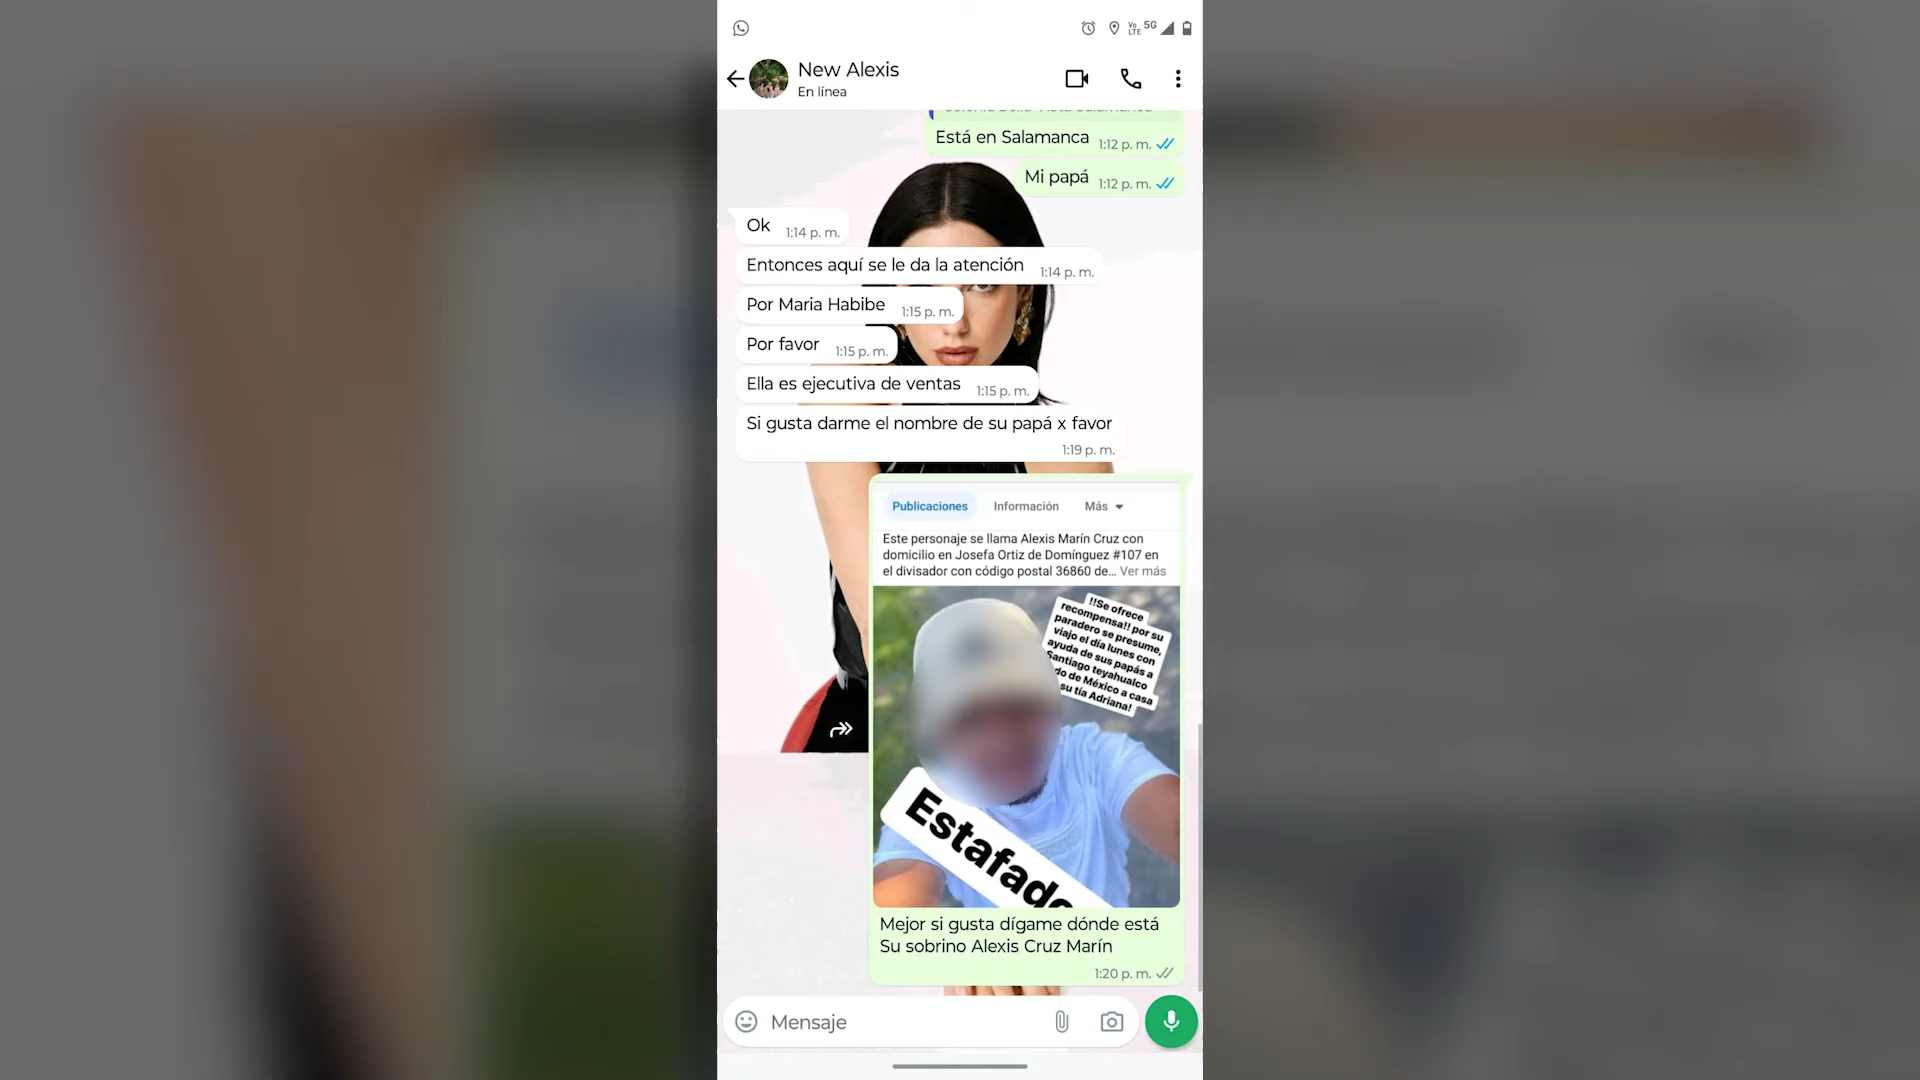 Vo
LTE
5G
New Alexis
En línea
Está en Salamanca
1:12 p. m.
Mi papá
1:12 p. m.
Ok
1:14 p. m.
Entonces aquí se le da la atención
1:14 p. m.
Por Maria Habibe
1:15 p. m.
Por favor
1:15 p. m.
Ella es ejecutiva de ventas
1:15 p. m.
Si gusta darme el nombre de su papá x favor
1:19 p. m.
Publicaciones Información Más
Este personaje se llama Alexis Marín Cruz con
domicilio en Josefa Ortiz de Domínguez #107 en
el divisador con código postal 36860 de... Ver más
!!Se ofrece
recompensa!! por su
paradero se presume,
viajo el día lunes con
ayuda de sus papás a
Santiago teyahualco
do de México a casa
su tía Adriana!
Estafado
Mejor si gusta dígame dónde está
Su sobrino Alexis Cruz Marín
1:20 p. m.
Mensaje